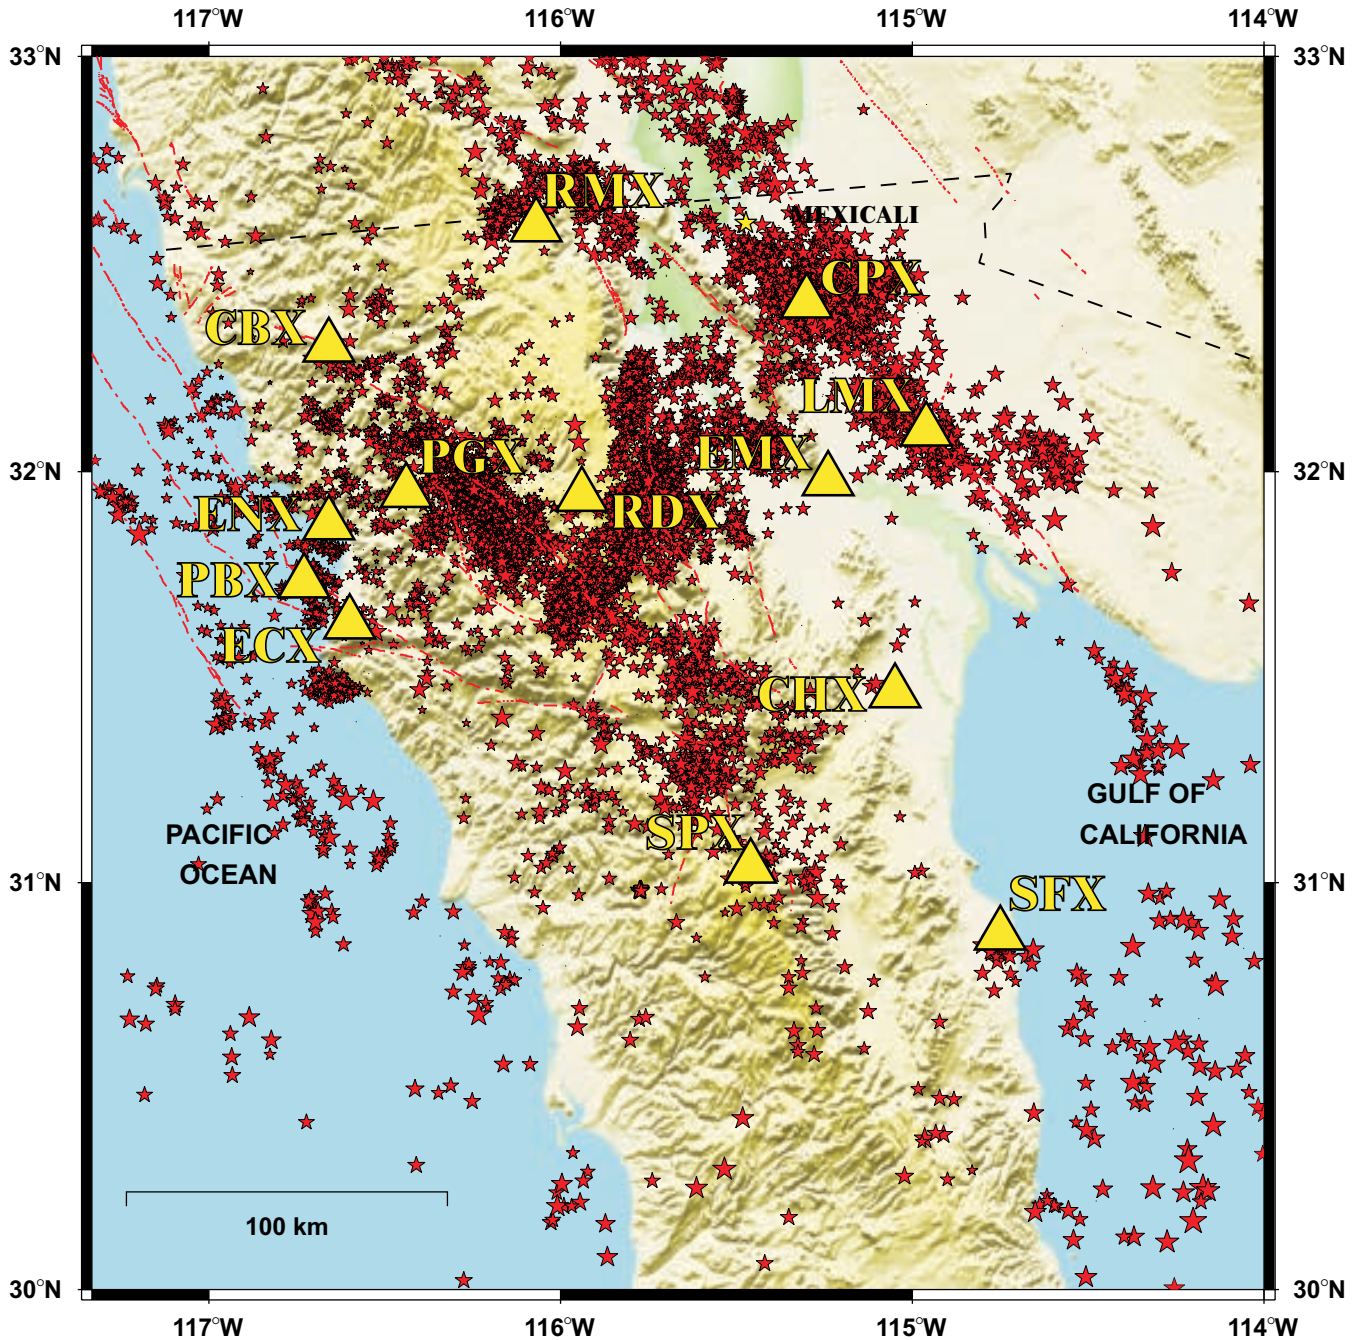 117°W 116°W 115°W 114°W
33°N 33°N
RMX
MEXICALI
CPX
CBX
LMX
PGX EMX
32°N 32°N
ENX RDX
PBX
ECX
CHX
GULF OF
CALIFORNIA
SPX
PACIFIC
OCEAN
31°N 31°N
SFX
100 km
30°N 30°N
117°W 116°W 115°W 114°W